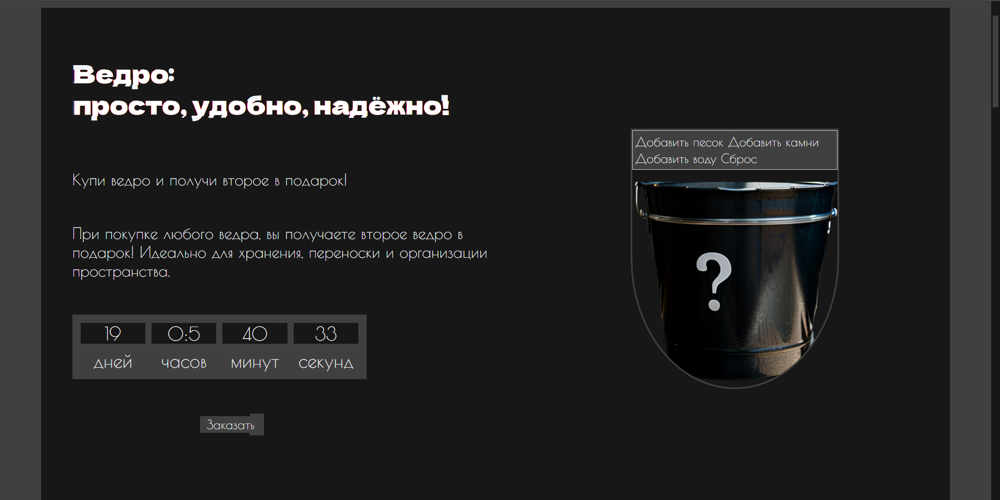 Ведро:
просто, удобно, надёжно!
Купи ведро и получи второе в подарок!
При покупке любого ведра, вы получаете второе ведро в
подарок! Идеально для хранения, переноски и организации
пространства.
19 0:5 40 33
дней часов минут секунд
Заказать
Добавить песок Добавить камни
Добавить воду Сброс
?